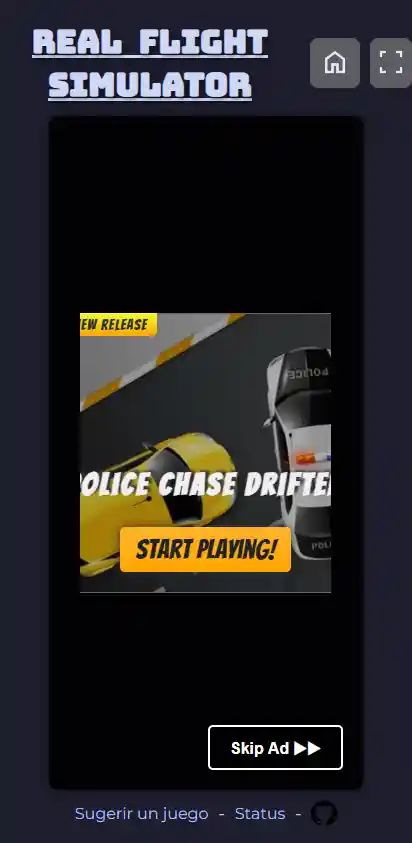 REAL FLIGHT
SIMULATOR
EW RELEASE
POLICE
OLICE CHASE DRIFTE
START PLAYING!
POLI
Skip Ad
Sugerir un juego - Status -